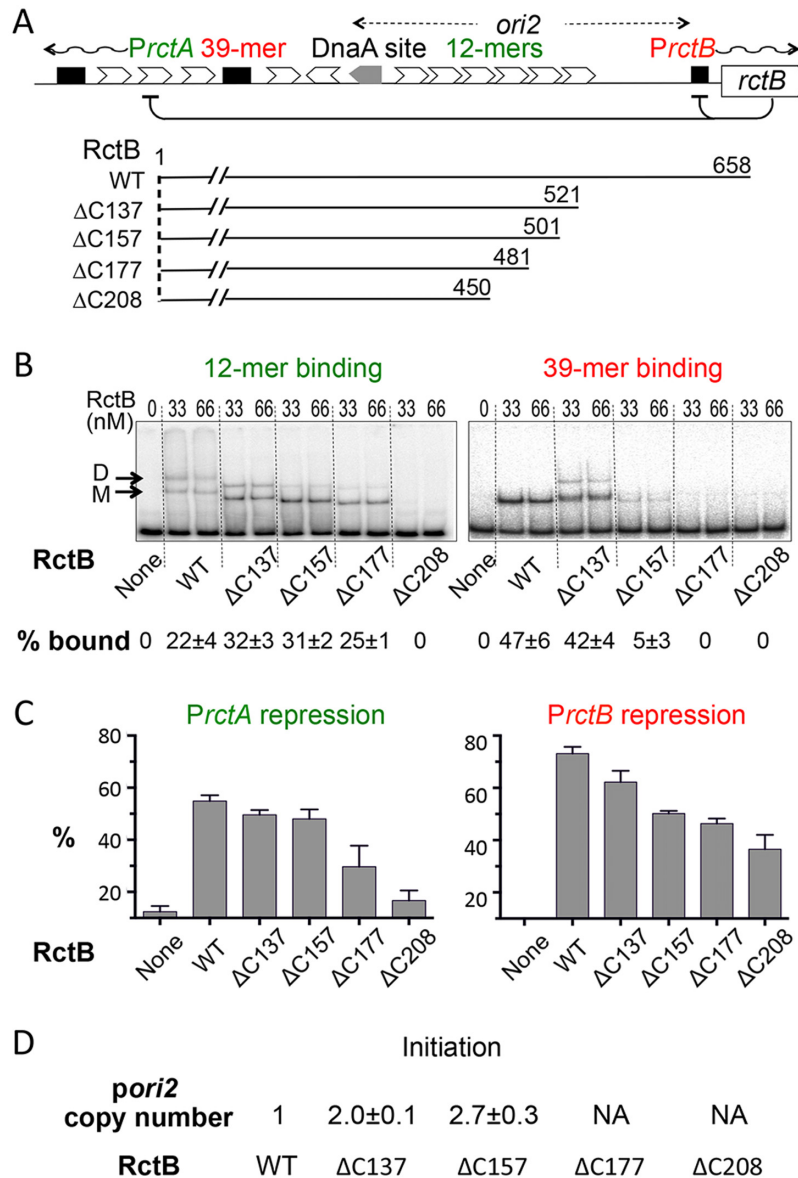 A
ori2
PrctA 39-mer DnaA site 12-mers PrctB
rctB
RctB 1
WT 658
ΔC137 521
ΔC157 501
ΔC177 481
ΔC208 450
B
12-mer binding 39-mer binding
RctB (nM) 0 33 66 33 66 33 66 33 66 33 66 0 33 66 33 66 33 66 33 66 33 66
D
M
RctB None WT ΔC137 ΔC157 ΔC177 ΔC208 None WT ΔC137 ΔC157 ΔC177 ΔC208
% bound 0 22±4 32±3 31±2 25±1 0 0 47±6 42±4 5±3 0 0
C
PrctA repression PrctB repression
80 80
60 60
% 40 40
20 20
RctB None WT ΔC137 ΔC157 ΔC177 ΔC208 None WT ΔC137 ΔC157 ΔC177 ΔC208
D
Initiation
pori2
copy number 1 2.0±0.1 2.7±0.3 NA NA
RctB WT ΔC137 ΔC157 ΔC177 ΔC208